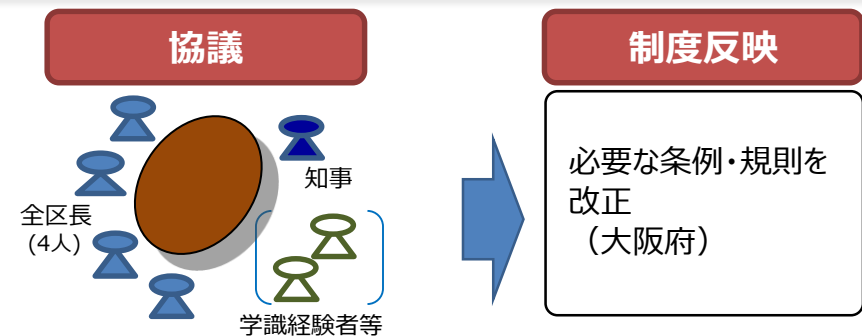 協議
制度反映
知事
全区長
(4人)
学識経験者等
必要な条例・規則を
改正
（大阪府）